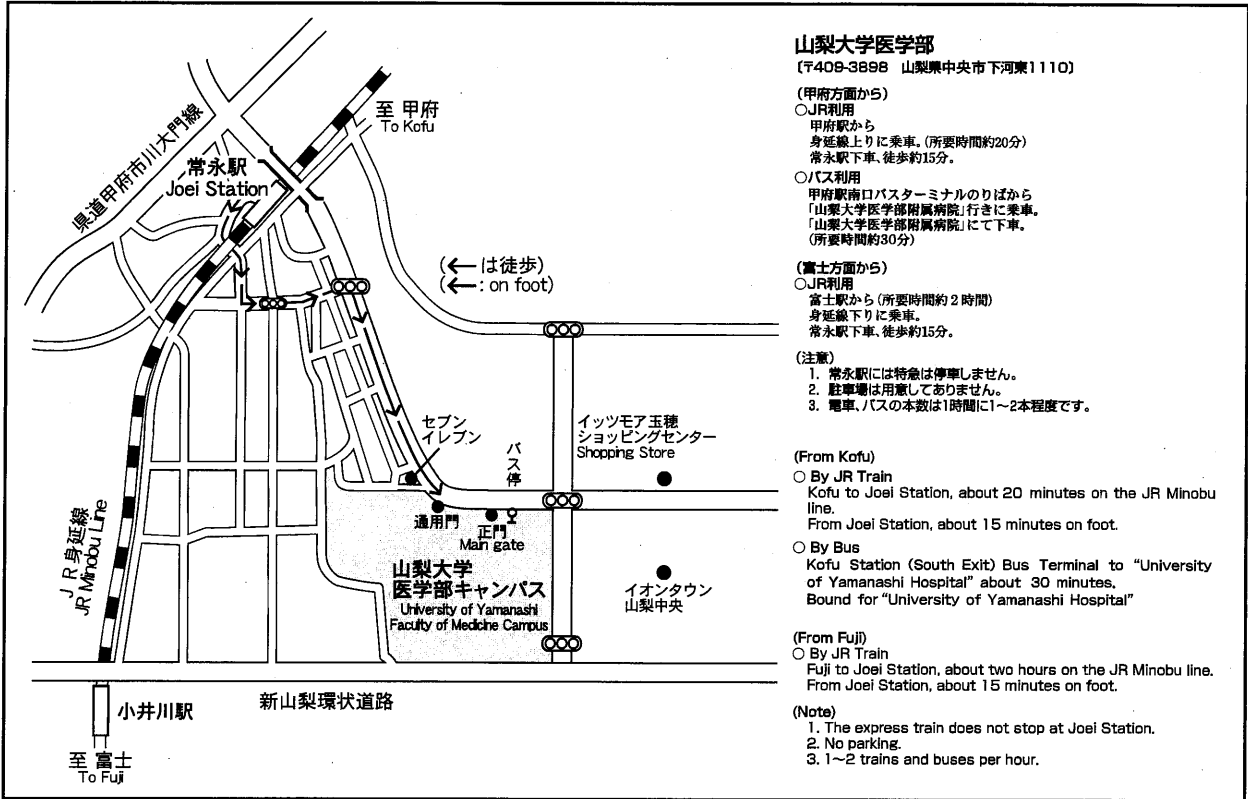 県道甲府市川大門線
至 甲府
To Kofu
常永駅
Joei Station
(← は徒歩)
(← : on foot)
セブン
イレブン
バス停
イッツモア玉穂
ショッピングセンター
Shopping Store
通用門
正門
Main gate
山梨大学
医学部キャンパス
University of Yamanashi
Faculty of Medicine Campus
イオンタウン
山梨中央
JR身延線
JR Minobu Line
新山梨環状道路
小井川駅
至 富士
To Fuji
山梨大学医学部
〔〒409-3898 山梨県中央市下河東1110〕
(甲府方面から)
○JR利用
甲府駅から
身延線上りに乗車。(所要時間約20分)
常永駅下車、徒歩約15分。
○バス利用
甲府駅南口バスターミナルのりばから
「山梨大学医学部附属病院」行きに乗車。
「山梨大学医学部附属病院」にて下車。
(所要時間約30分)
(富士方面から)
○JR利用
富士駅から(所要時間約2時間)
身延線下りに乗車。
常永駅下車、徒歩約15分。
(注意)
1. 常永駅には特急は停車しません。
2. 駐車場は用意してありません。
3. 電車、バスの本数は1時間に1~2本程度です。
(From Kofu)
○ By JR Train
Kofu to Joei Station, about 20 minutes on the JR Minobu
line.
From Joei Station, about 15 minutes on foot.
○ By Bus
Kofu Station (South Exit) Bus Terminal to “University
of Yamanashi Hospital” about 30 minutes.
Bound for “University of Yamanashi Hospital”
(From Fuji)
○ By JR Train
Fuji to Joei Station, about two hours on the JR Minobu line.
From Joei Station, about 15 minutes on foot.
(Note)
1. The express train does not stop at Joei Station.
2. No parking.
3. 1~2 trains and buses per hour.